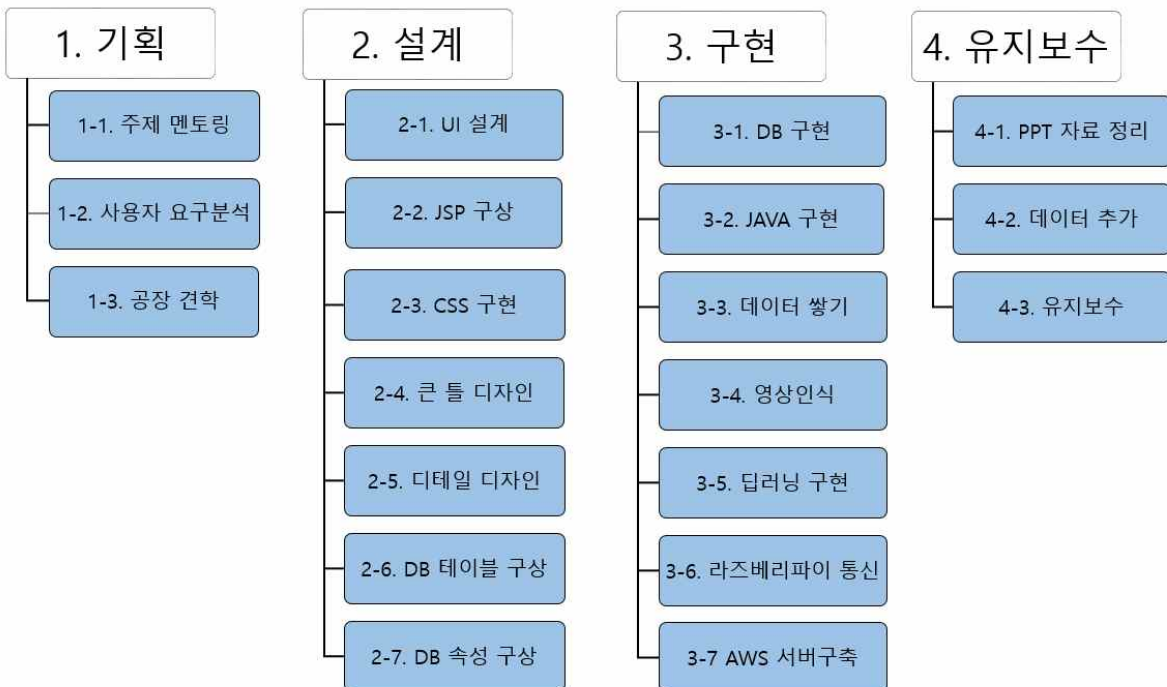 1. 기획
1-1. 주제 멘토링
1-2. 사용자 요구분석
1-3. 공장 견학
2. 설계
2-1. UI 설계
2-2. JSP 구상
2-3. CSS 구현
2-4. 큰 틀 디자인
2-5. 디테일 디자인
2-6. DB 테이블 구상
2-7. DB 속성 구상
3. 구현
3-1. DB 구현
3-2. JAVA 구현
3-3. 데이터 쌓기
3-4. 영상인식
3-5. 딥러닝 구현
3-6. 라즈베리파이 통신
3-7 AWS 서버구축
4. 유지보수
4-1. PPT 자료 정리
4-2. 데이터 추가
4-3. 유지보수